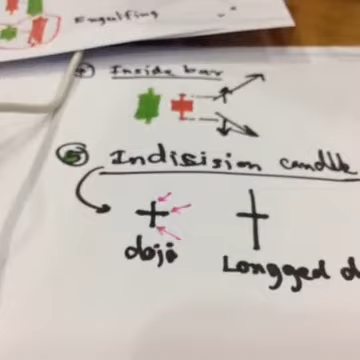 Engulfing
4 Inside bar
5 Indisision candle
doji
Longged d